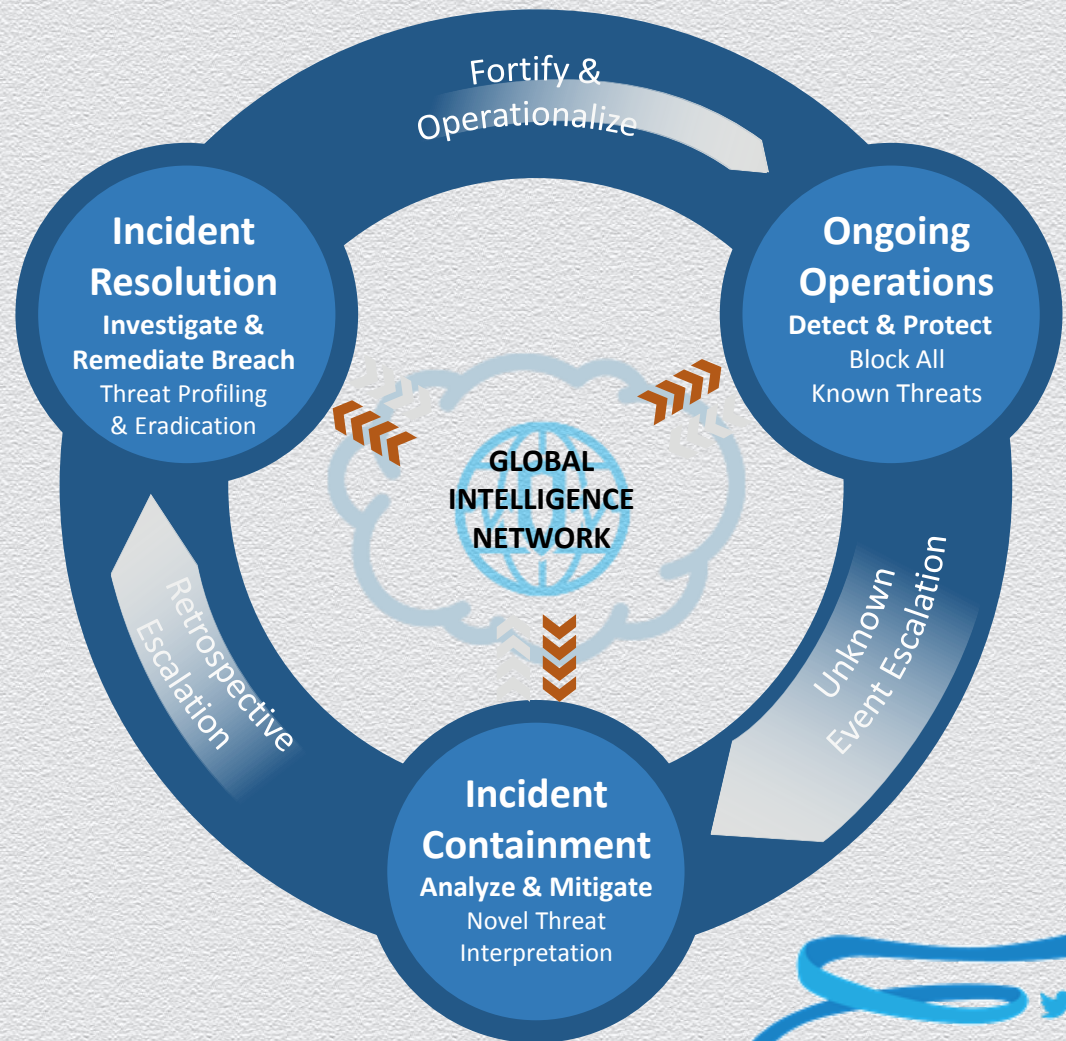 Fortify &
Operationalize
Incident
Resolution
Investigate &
Remediate Breach
Threat Profiling
& Eradication
Ongoing
Operations
Detect & Protect
Block All
Known Threats
GLOBAL
INTELLIGENCE
NETWORK
Retrospective
Escalation
Unknown
Event Escalation
Incident
Containment
Analyze & Mitigate
Novel Threat
Interpretation